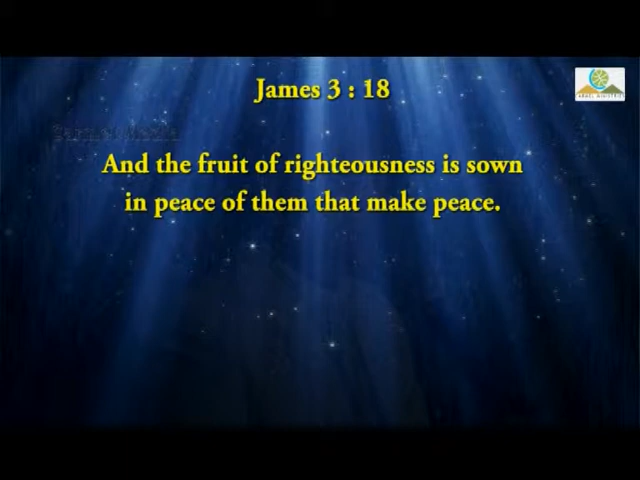 James 3 : 18
And the fruit of righteousness is sown
in peace of them that make peace.